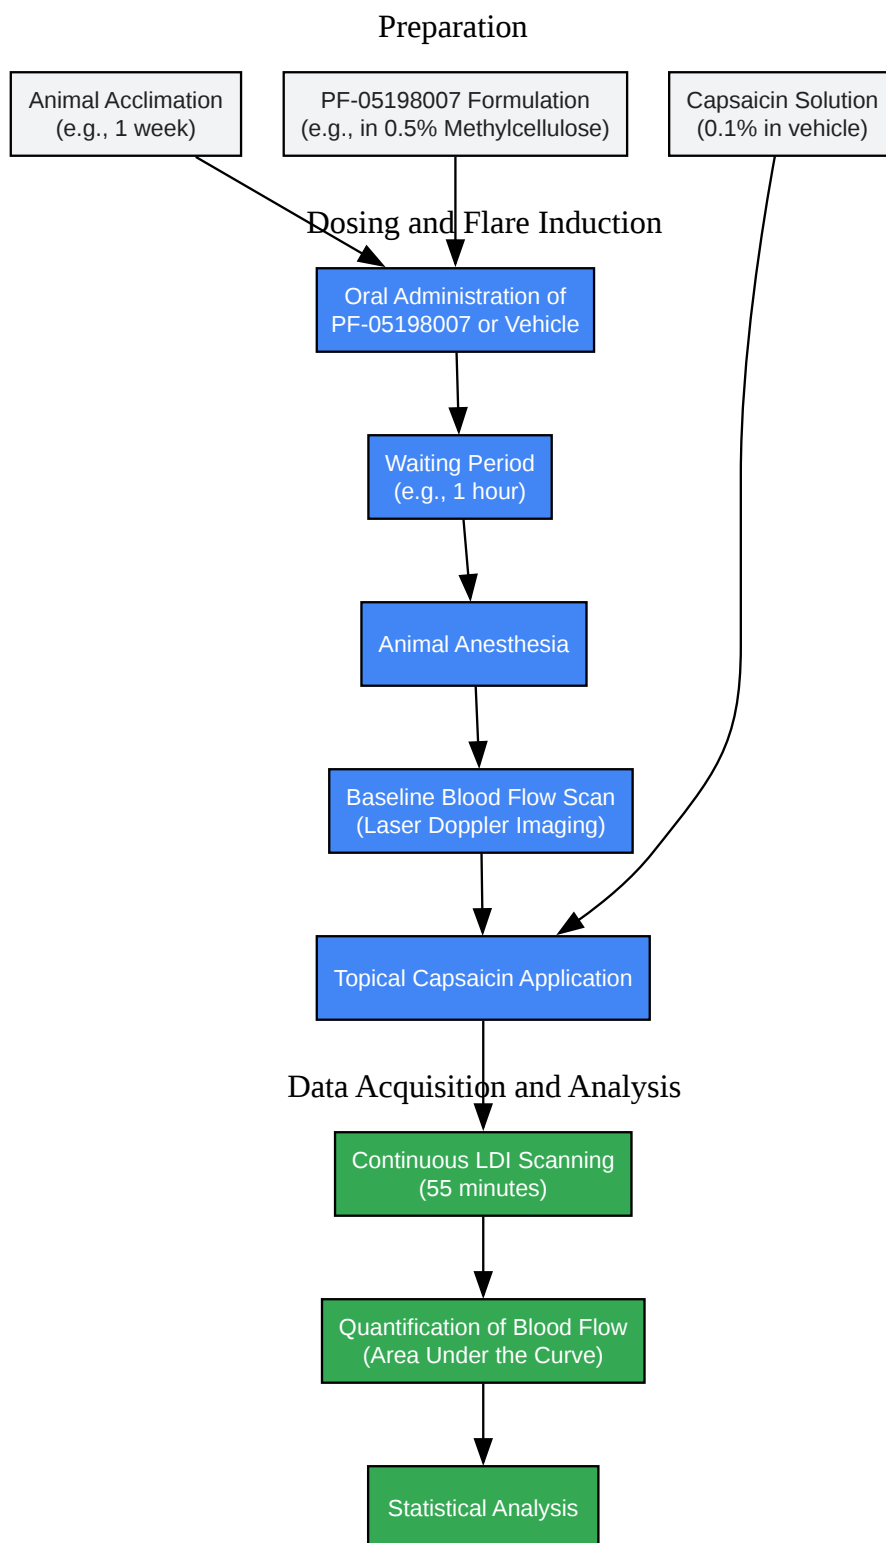 Preparation
Animal Acclimation
(e.g., 1 week)
PF-05198007 Formulation
(e.g., in 0.5% Methylcellulose)
Capsaicin Solution
(0.1% in vehicle)
Dosing and Flare Induction
Oral Administration of
PF-05198007 or Vehicle
Waiting Period
(e.g., 1 hour)
Animal Anesthesia
Baseline Blood Flow Scan
(Laser Doppler Imaging)
Topical Capsaicin Application
Data Acquisition and Analysis
Continuous LDI Scanning
(55 minutes)
Quantification of Blood Flow
(Area Under the Curve)
Statistical Analysis